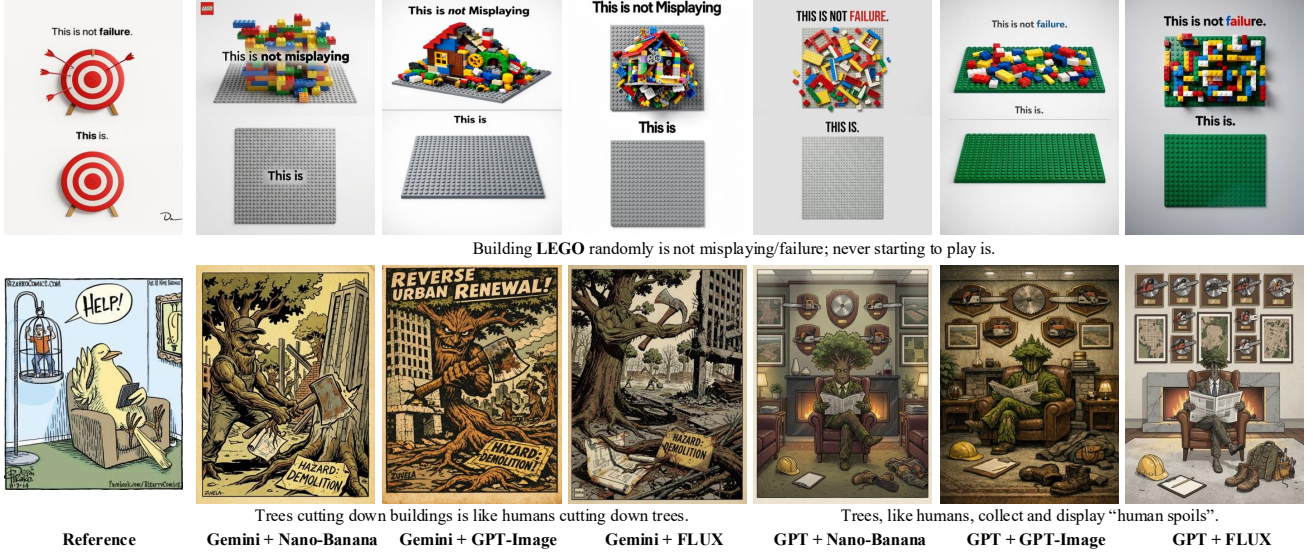 This is not failure.
This is.
LEGO
This is not misplaying
This is
This is not Misplaying
This is
This is not Misplaying
This is
THIS IS NOT FAILURE.
THIS IS.
This is not failure.
This is.
This is not failure.
This is.
Building LEGO randomly is not misplaying/failure; never starting to play is.
BIZARROCOMICS.COM
HELP!
Facebook.com/BizarroComics
HAZARD:
DEMOLITION
ZUVELA
REVERSE
URBAN RENEWAL!
HAZARD:
DEMOLITION!
ZUVELA
HAZARD:
DEMOLITION
Trees cutting down buildings is like humans cutting down trees.
Trees, like humans, collect and display “human spoils”.
Reference
Gemini + Nano-Banana
Gemini + GPT-Image
Gemini + FLUX
GPT + Nano-Banana
GPT + GPT-Image
GPT + FLUX